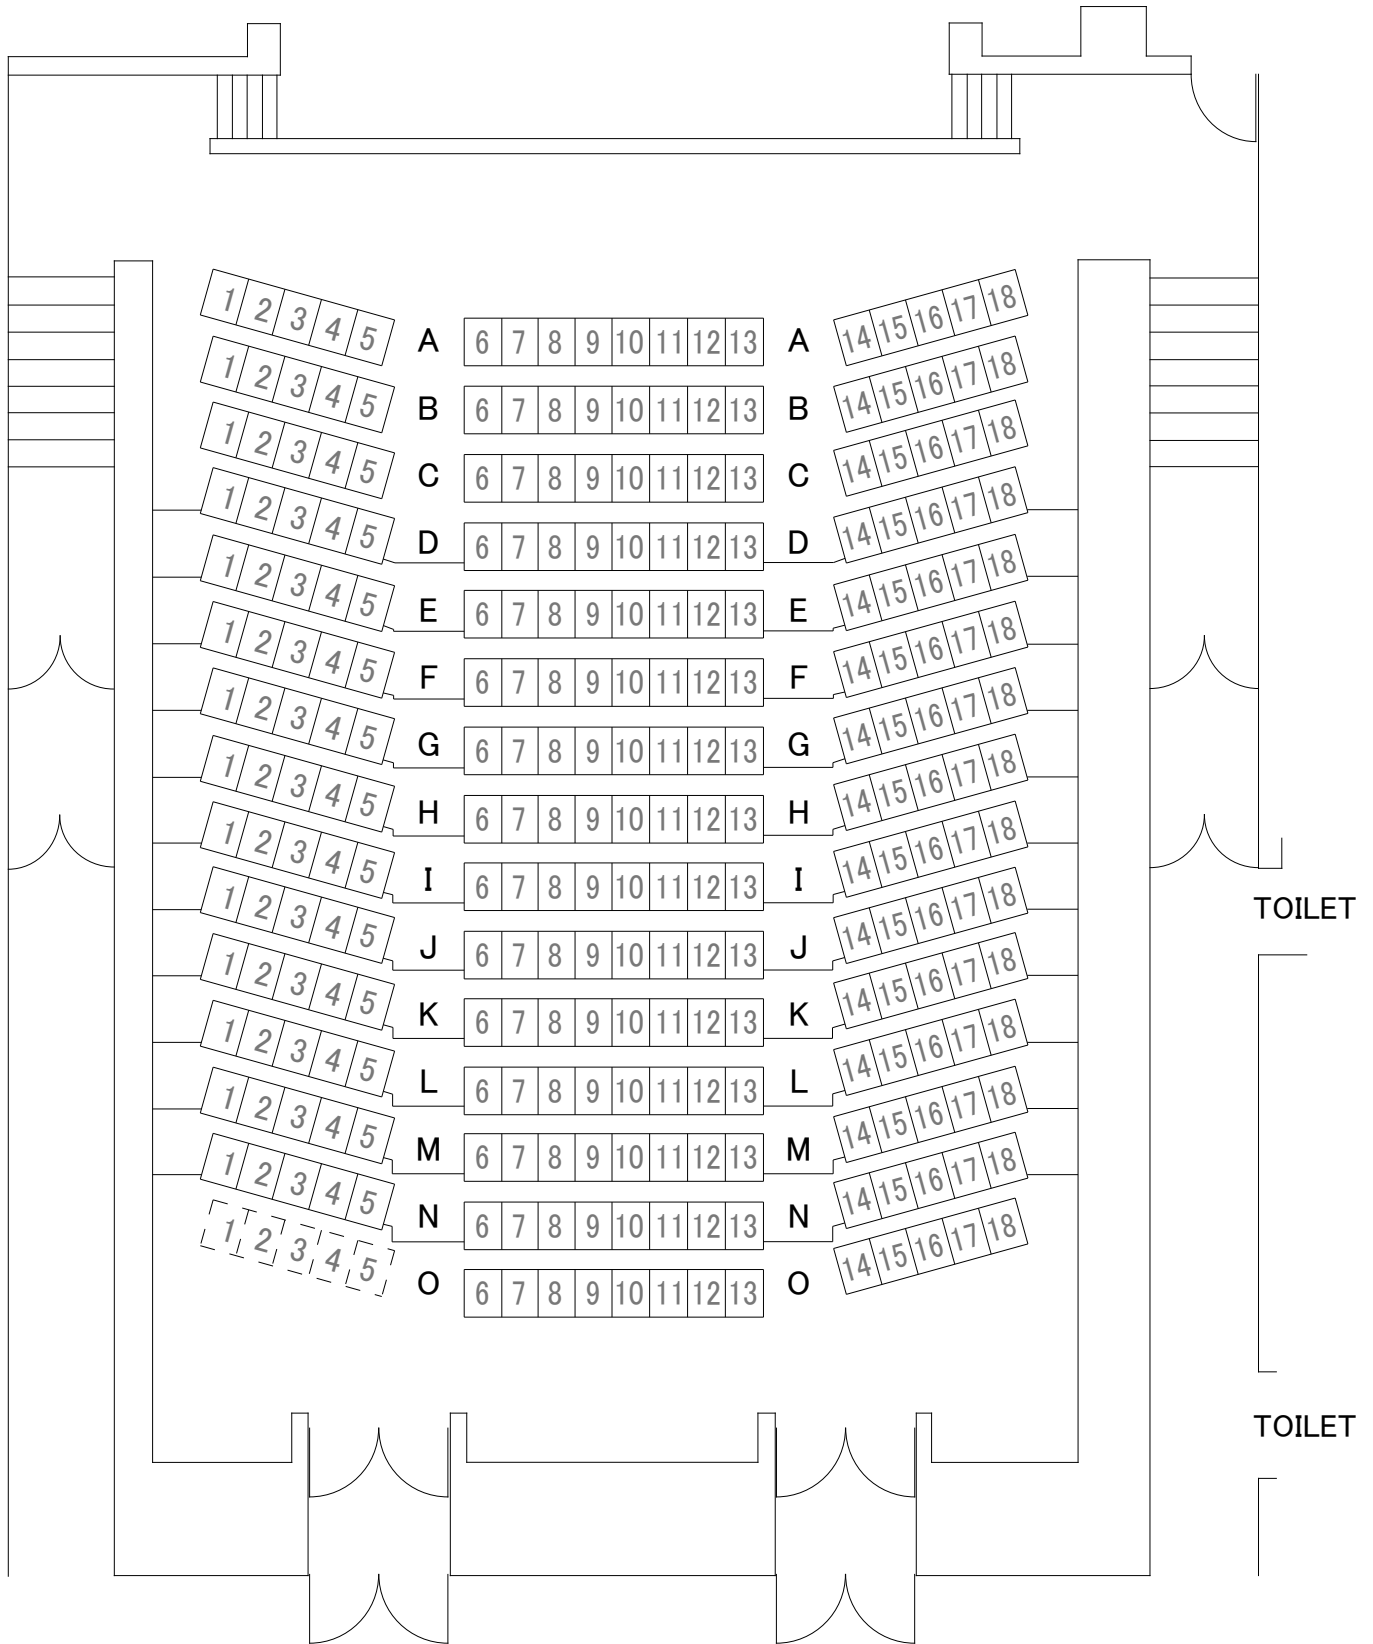 1 2 3 4 5 A 6 7 8 9 10 11 12 13 A 14 15 16 17 18
1 2 3 4 5 B 6 7 8 9 10 11 12 13 B 14 15 16 17 18
1 2 3 4 5 C 6 7 8 9 10 11 12 13 C 14 15 16 17 18
1 2 3 4 5 D 6 7 8 9 10 11 12 13 D 14 15 16 17 18
1 2 3 4 5 E 6 7 8 9 10 11 12 13 E 14 15 16 17 18
1 2 3 4 5 F 6 7 8 9 10 11 12 13 F 14 15 16 17 18
1 2 3 4 5 G 6 7 8 9 10 11 12 13 G 14 15 16 17 18
1 2 3 4 5 H 6 7 8 9 10 11 12 13 H 14 15 16 17 18
1 2 3 4 5 I 6 7 8 9 10 11 12 13 I 14 15 16 17 18
TOILET
1 2 3 4 5 J 6 7 8 9 10 11 12 13 J 14 15 16 17 18
1 2 3 4 5 K 6 7 8 9 10 11 12 13 K 14 15 16 17 18
1 2 3 4 5 L 6 7 8 9 10 11 12 13 L 14 15 16 17 18
1 2 3 4 5 M 6 7 8 9 10 11 12 13 M 14 15 16 17 18
1 2 3 4 5 N 6 7 8 9 10 11 12 13 N 14 15 16 17 18
1 2 3 4 5 O 6 7 8 9 10 11 12 13 O 14 15 16 17 18
TOILET